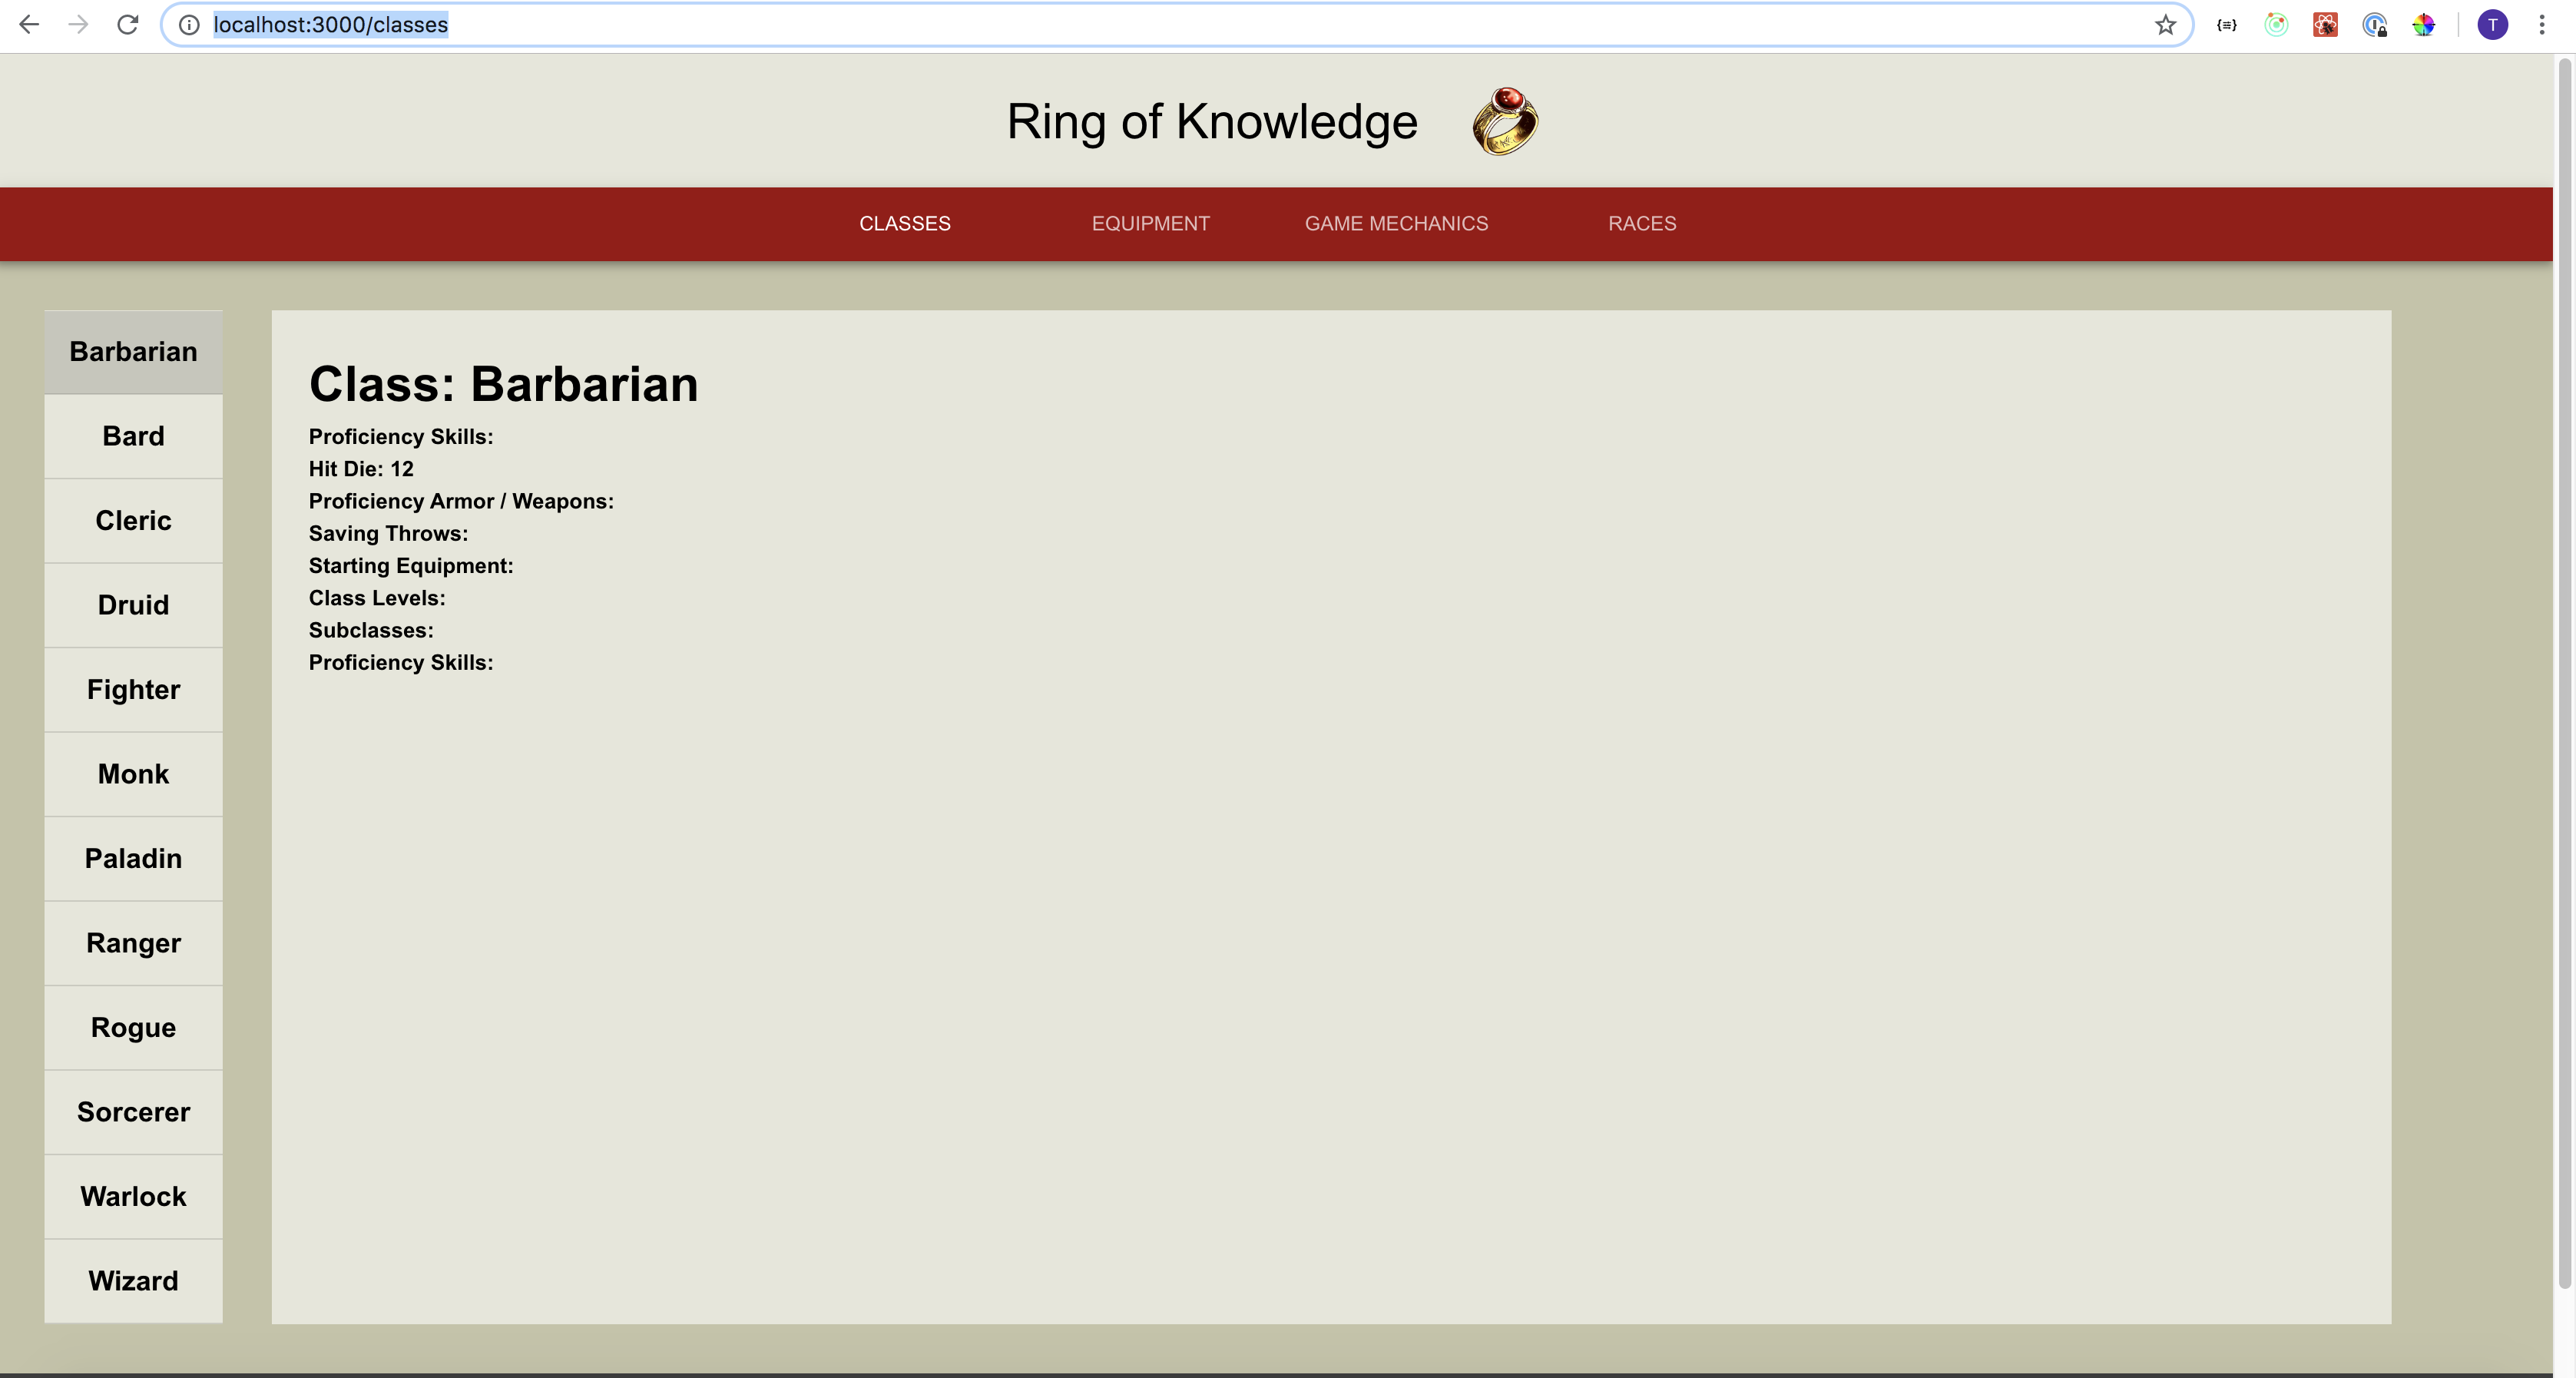 localhost:3000/classes
T
Ring of Knowledge
CLASSES EQUIPMENT GAME MECHANICS RACES
Barbarian
Bard
Cleric
Druid
Fighter
Monk
Paladin
Ranger
Rogue
Sorcerer
Warlock
Wizard
Class: Barbarian
Proficiency Skills:
Hit Die: 12
Proficiency Armor / Weapons:
Saving Throws:
Starting Equipment:
Class Levels:
Subclasses:
Proficiency Skills: